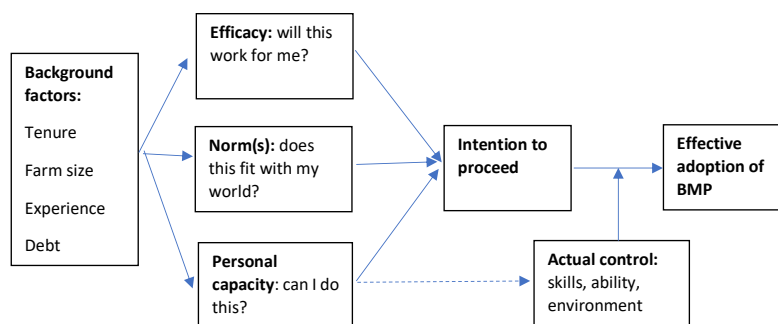 Background
factors:
Tenure
Farm size
Experience
Debt
Efficacy: will this
work for me?
Norm(s): does
this fit with my
world?
Personal
capacity: can I do
this?
Intention to
proceed
Actual control:
skills, ability,
environment
Effective
adoption of
BMP